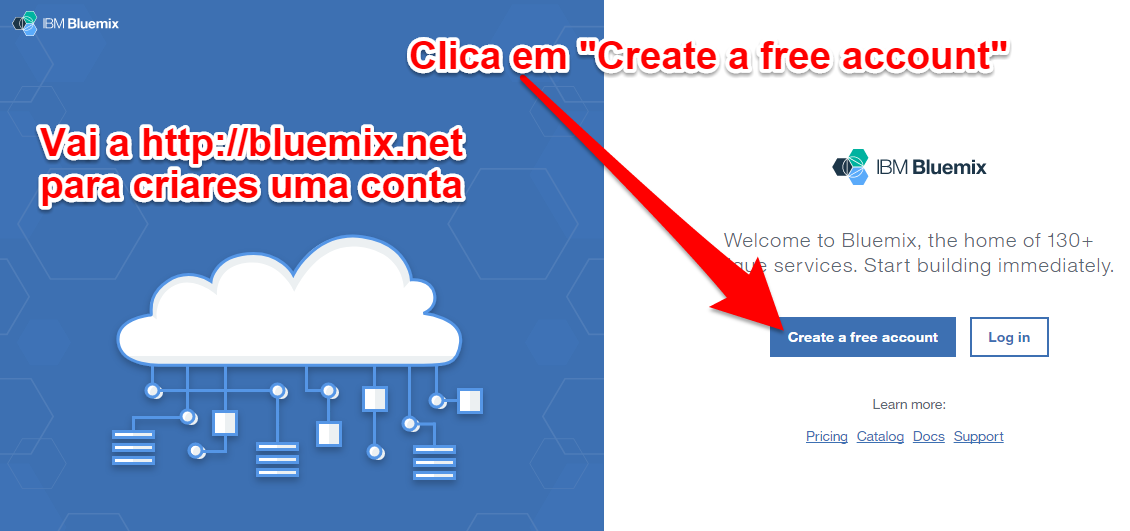 IBM Bluemix
Clica em "Create a free account"
Vai a http://bluemix.net
para criares uma conta
IBM Bluemix
Welcome to Bluemix, the home of 130+
services. Start building immediately.
Create a free account
Log in
Learn more:
Pricing Catalog Docs Support